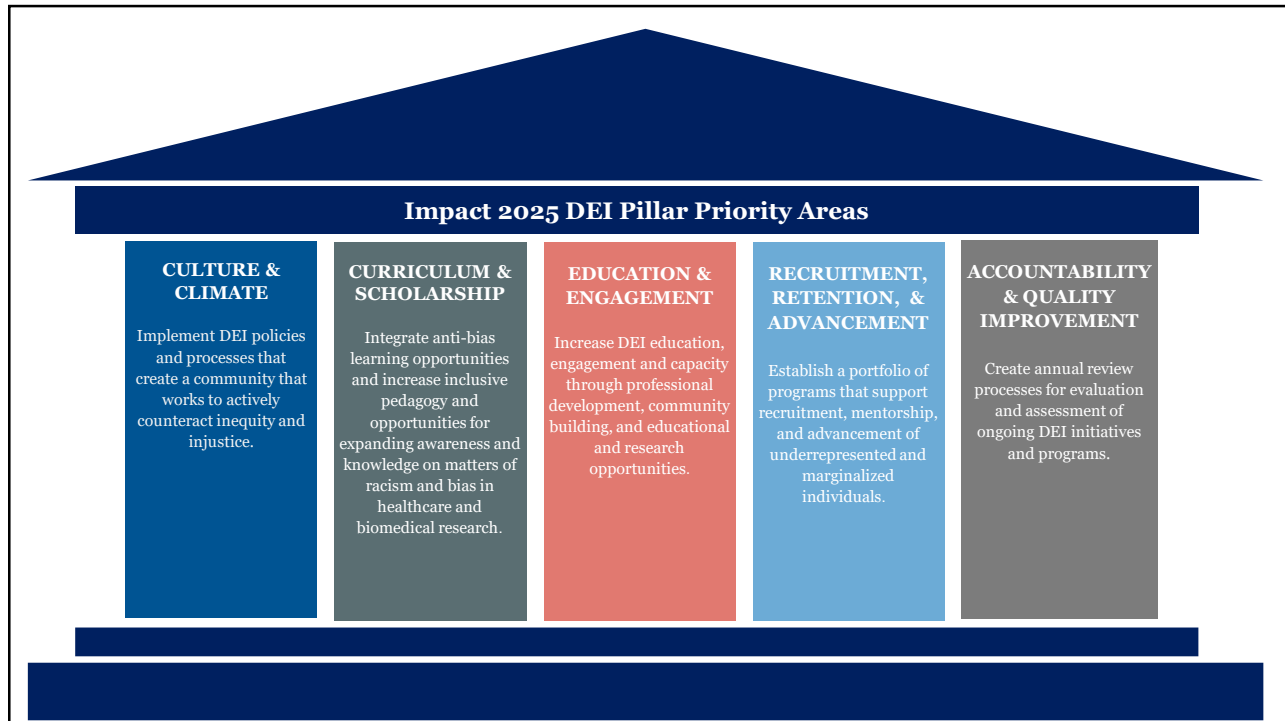 Impact 2025 DEI Pillar Priority Areas
CULTURE &
CLIMATE
Implement DEI policies
and processes that
create a community that
works to actively
counteract inequity and
injustice.
CURRICULUM &
SCHOLARSHIP
Integrate anti-bias
learning opportunities
and increase inclusive
pedagogy and
opportunities for
expanding awareness and
knowledge on matters of
racism and bias in
healthcare and
biomedical research.
EDUCATION &
ENGAGEMENT
Increase DEI education,
engagement and capacity
through professional
development, community
building, and educational
and research
opportunities.
RECRUITMENT,
RETENTION, &
ADVANCEMENT
Establish a portfolio of
programs that support
recruitment, mentorship,
and advancement of
underrepresented and
marginalized
individuals.
ACCOUNTABILITY
& QUALITY
IMPROVEMENT
Create annual review
processes for evaluation
and assessment of
ongoing DEI initiatives
and programs.